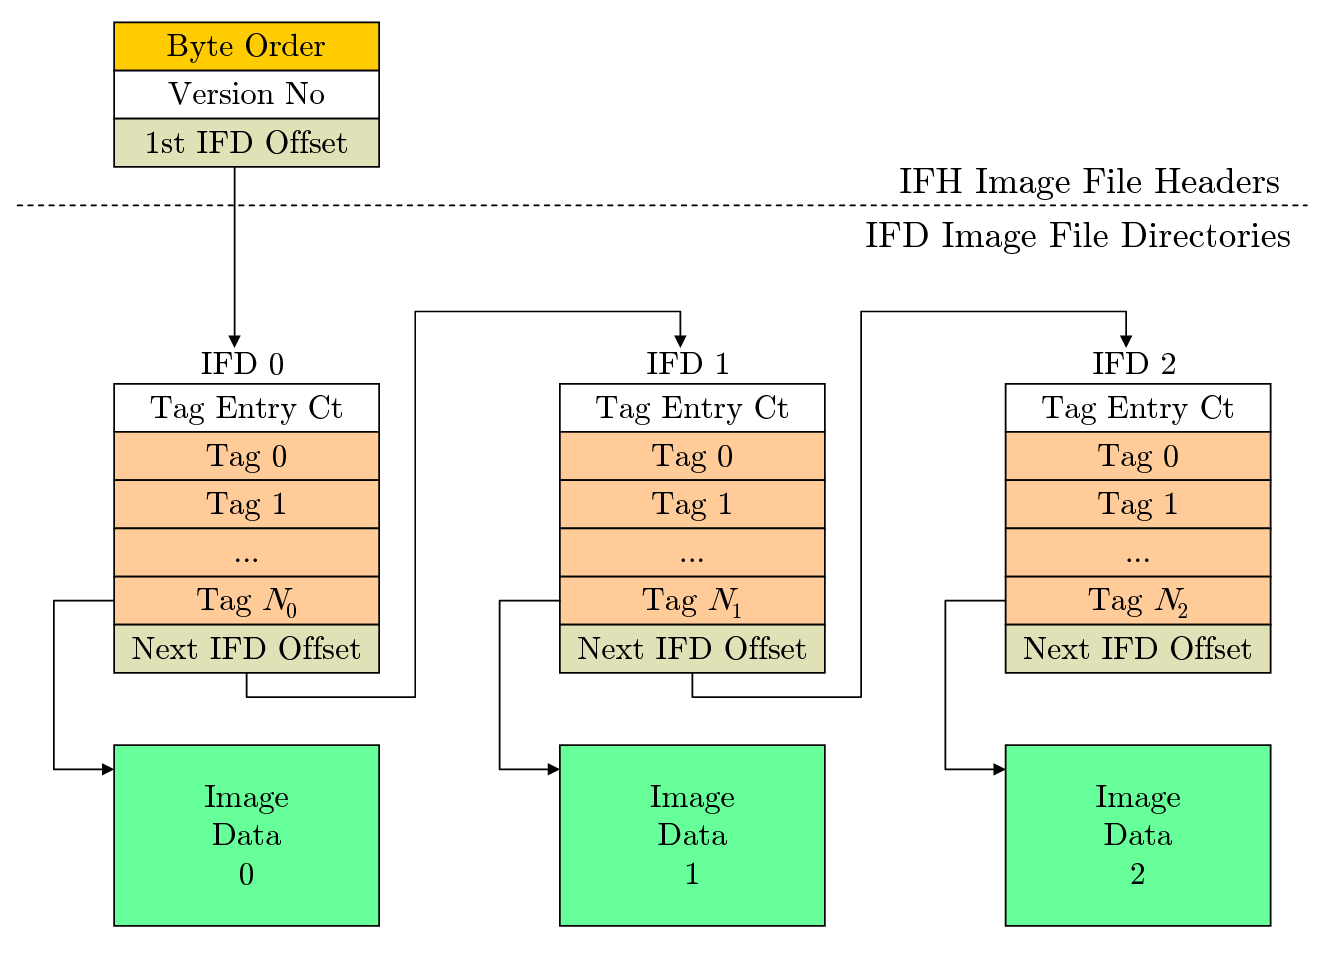 Byte Order
Version No
1st IFD Offset
IFH Image File Headers
IFD Image File Directories
IFD 0
Tag Entry Ct
Tag 0
Tag 1
...
Tag N₀
Next IFD Offset
Image
Data
0
IFD 1
Tag Entry Ct
Tag 0
Tag 1
...
Tag N₁
Next IFD Offset
Image
Data
1
IFD 2
Tag Entry Ct
Tag 0
Tag 1
...
Tag N₂
Next IFD Offset
Image
Data
2